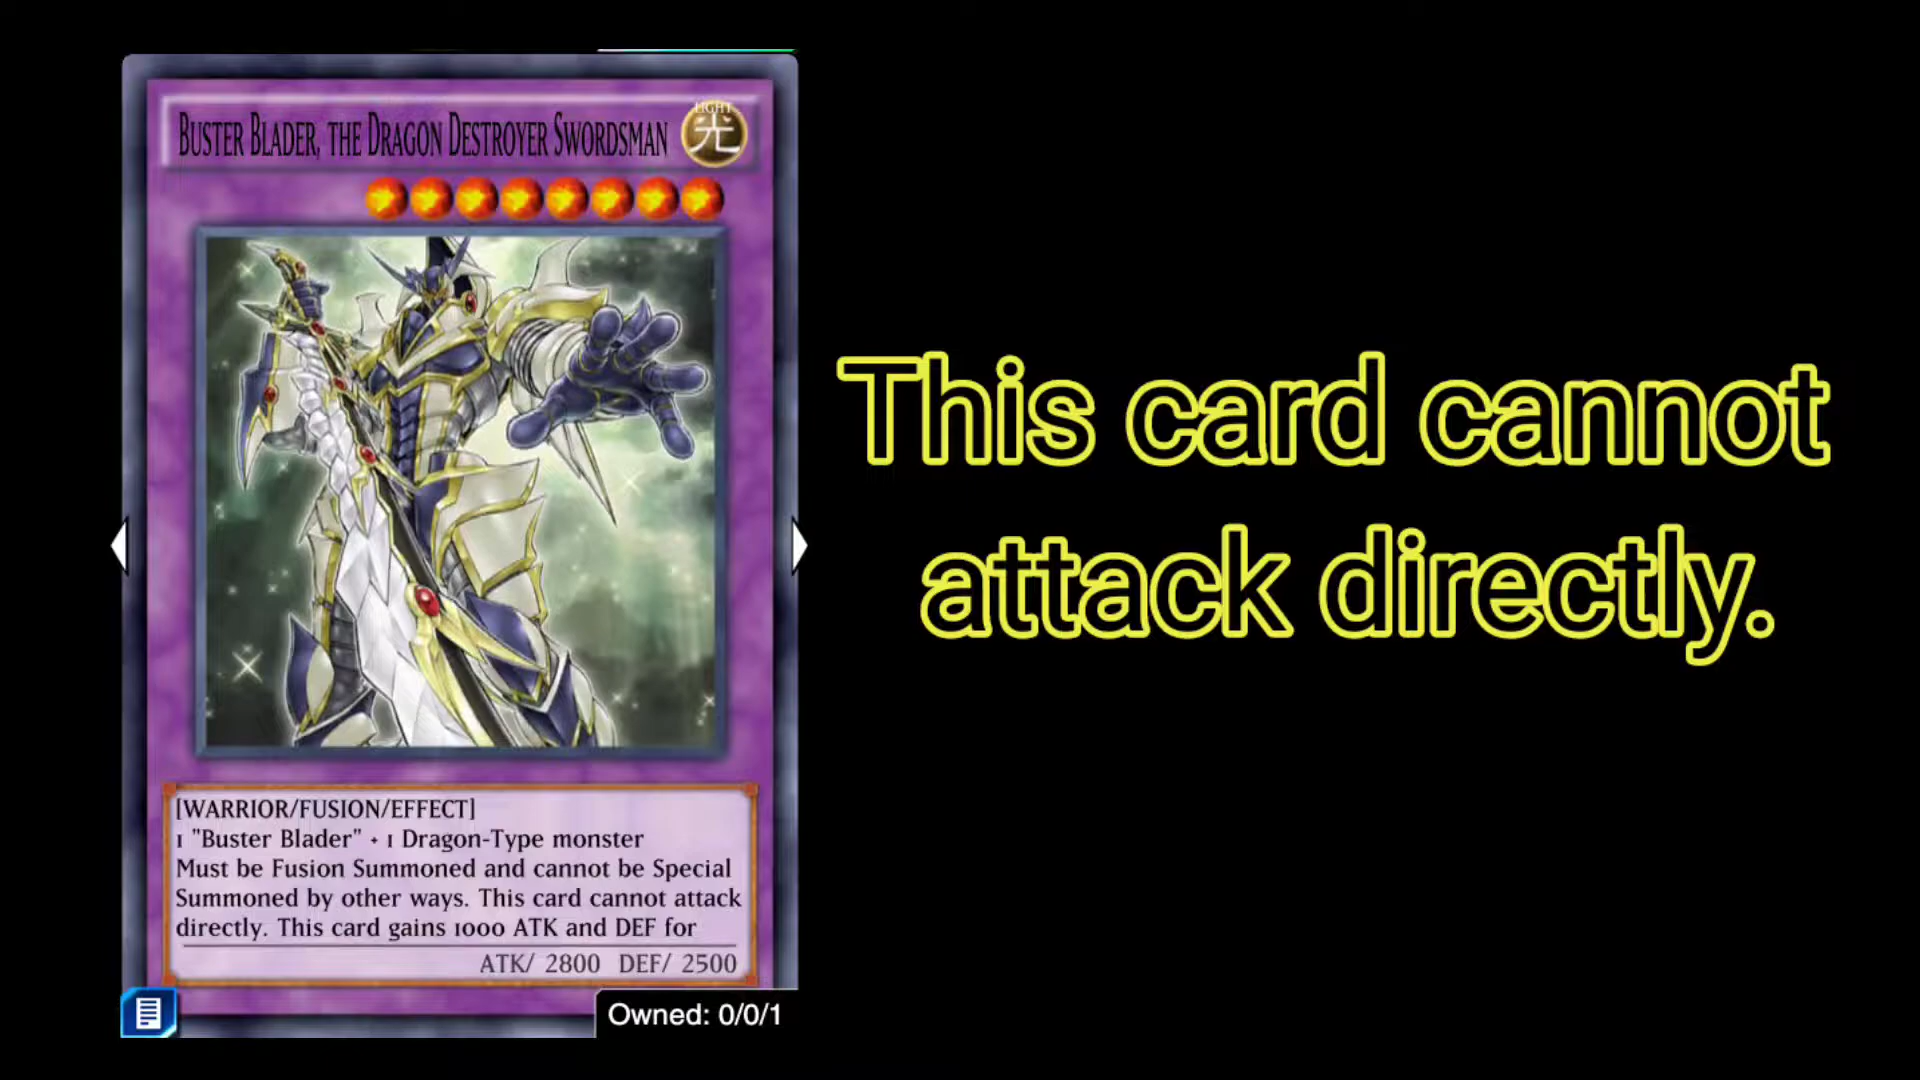 BUSTER BLADER, THE DRAGON DESTROYER SWORDSMAN
LIGHT
光
[WARRIOR/FUSION/EFFECT]
1 "Buster Blader" + 1 Dragon-Type monster
Must be Fusion Summoned and cannot be Special
Summoned by other ways. This card cannot attack
directly. This card gains 1000 ATK and DEF for
ATK/ 2800 DEF/ 2500
Owned: 0/0/1
This card cannot
attack directly.